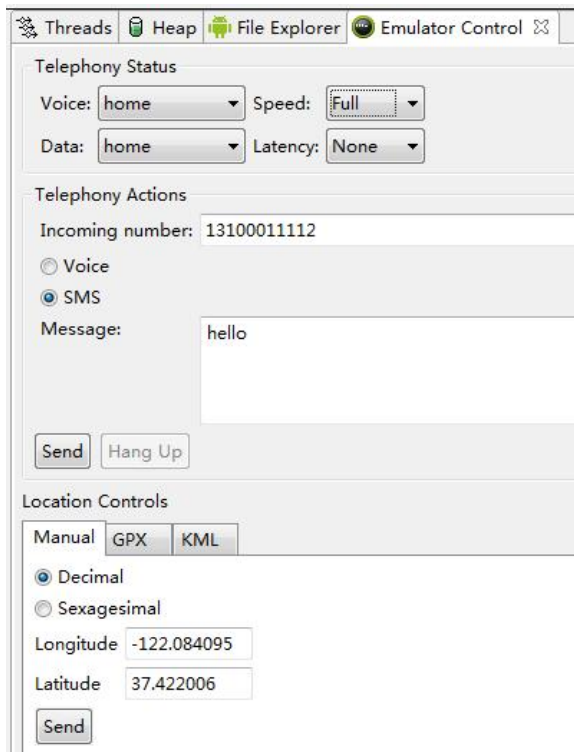 Threads Heap File Explorer Emulator Control
Telephony Status
Voice: home Speed: Full
Data: home Latency: None
Telephony Actions
Incoming number: 13100011112
Voice
SMS
Message: hello
Send Hang Up
Location Controls
Manual GPX KML
Decimal
Sexagesimal
Longitude -122.084095
Latitude 37.422006
Send